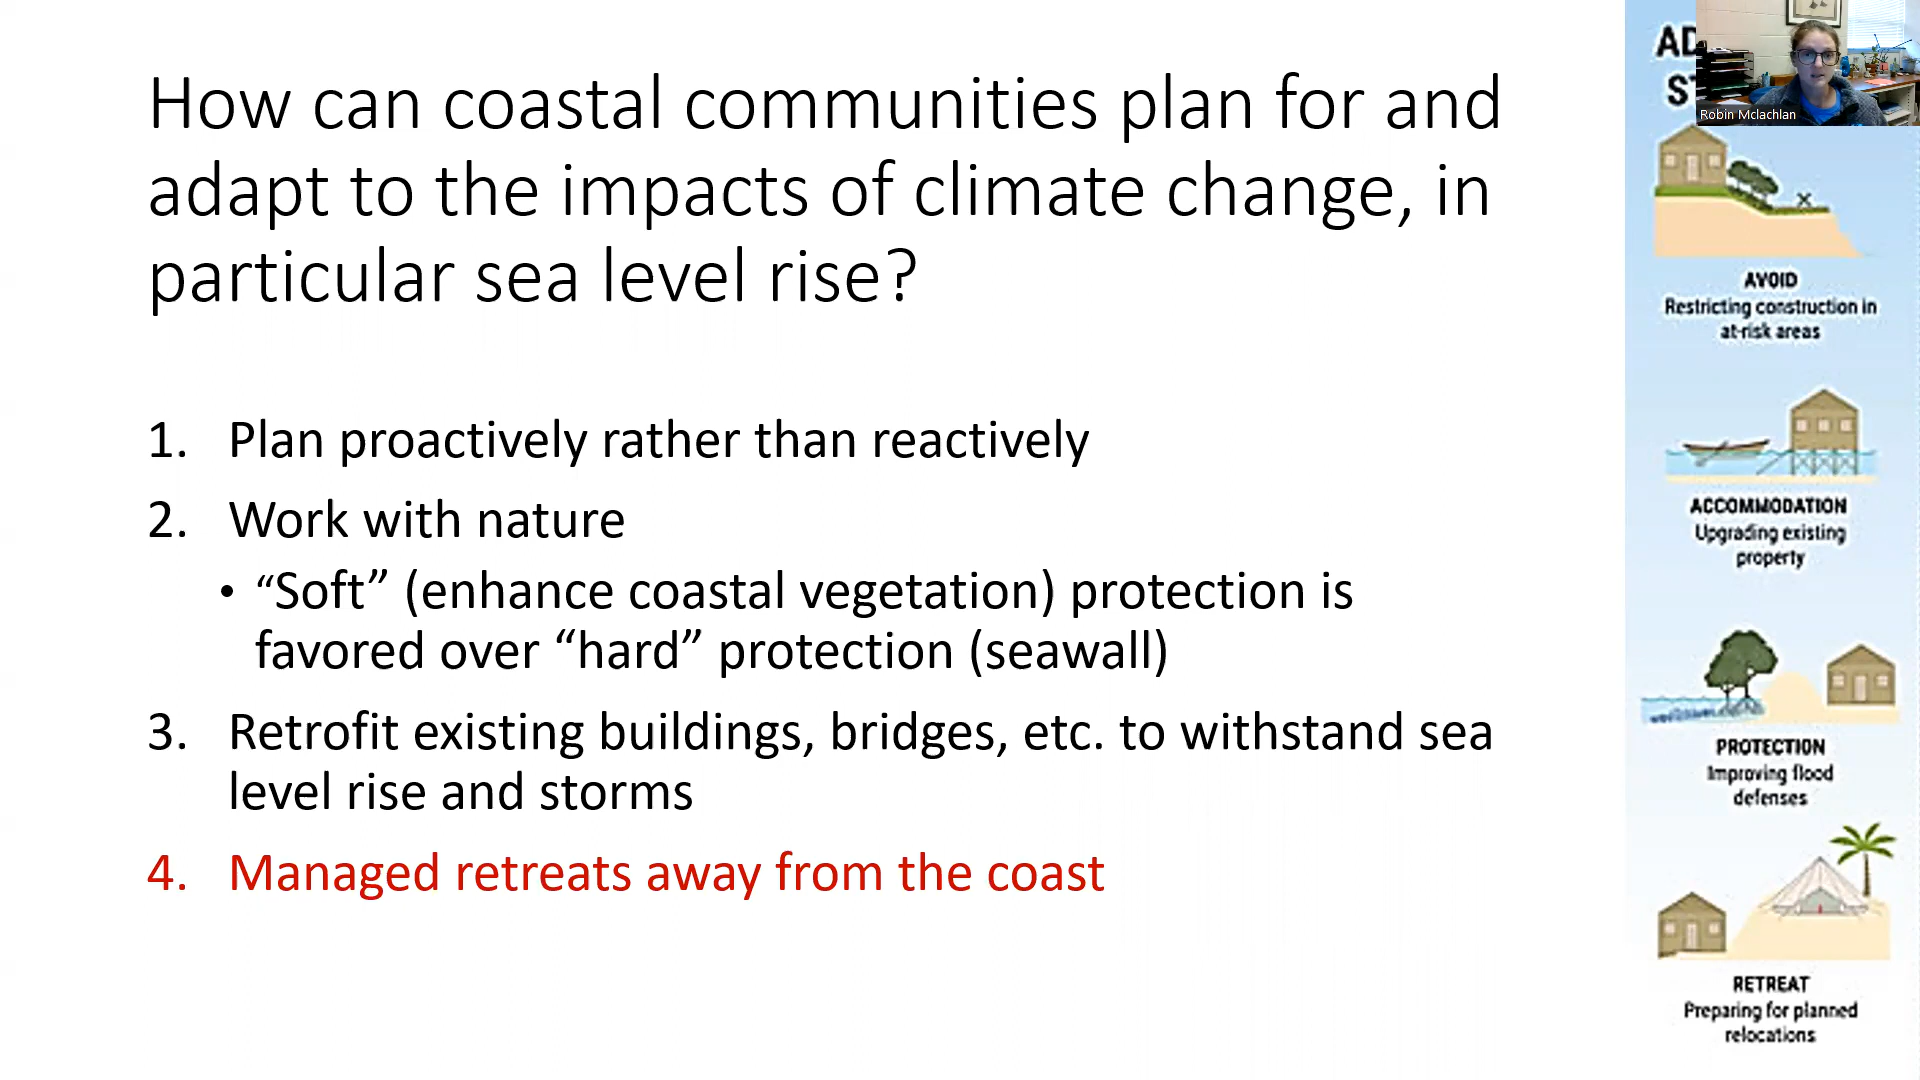 How can coastal communities plan for and
adapt to the impacts of climate change, in
particular sea level rise?
1. Plan proactively rather than reactively
2. Work with nature
• “Soft” (enhance coastal vegetation) protection is
favored over “hard” protection (seawall)
3. Retrofit existing buildings, bridges, etc. to withstand sea
level rise and storms
4. Managed retreats away from the coast
Robin Mclachlan
AVOID
Restricting construction in
at-risk areas
ACCOMMODATION
Upgrading existing
property
PROTECTION
Improving flood
defenses
RETREAT
Preparing for planned
relocations